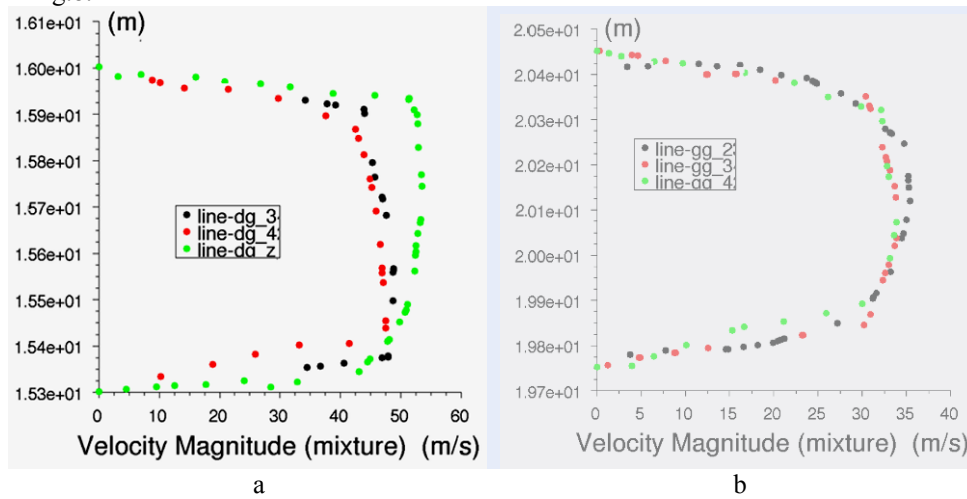 (m)
1.61e+01
1.60e+01
1.59e+01
1.58e+01
1.57e+01
1.56e+01
1.55e+01
1.54e+01
1.53e+01
line-dg_3
line-dg_4
line-dg_z
0 10 20 30 40 50 60
Velocity Magnitude (mixture) (m/s)
a
(m)
2.05e+01
2.04e+01
2.03e+01
2.02e+01
2.01e+01
2.00e+01
1.99e+01
1.98e+01
1.97e+01
line-gg_2
line-gg_3
line-gg_4
0 5 10 15 20 25 30 35 40
Velocity Magnitude (mixture) (m/s)
b